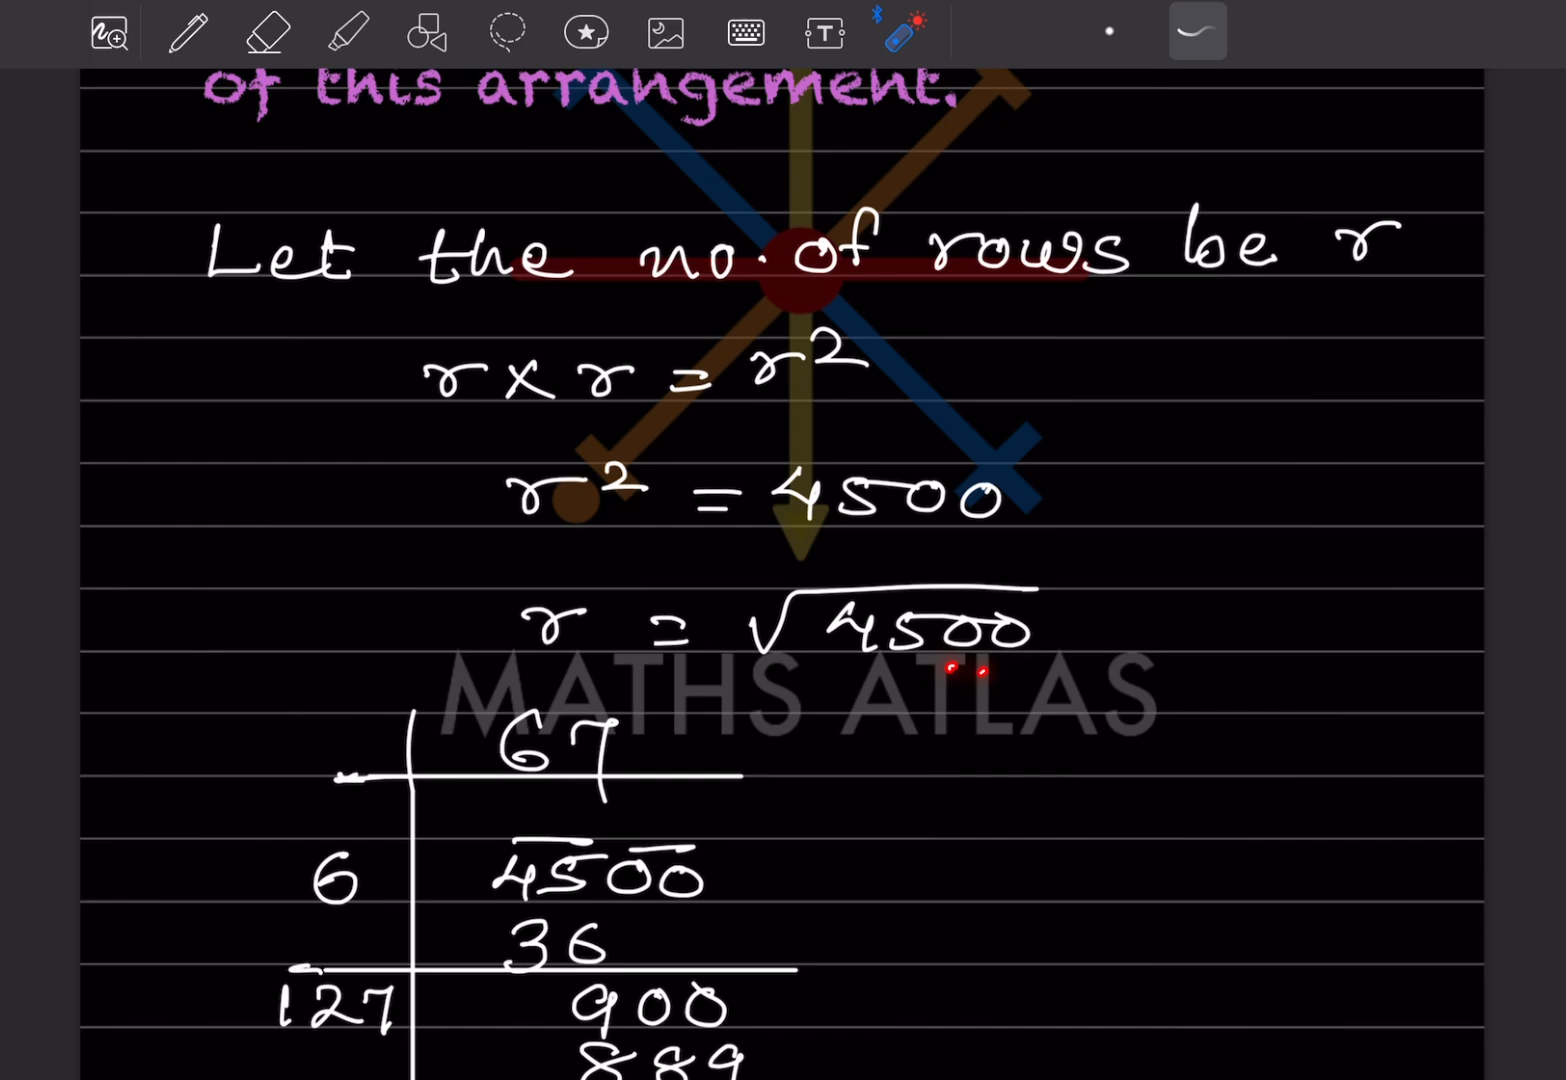 of this arrangement.
Let the no. of rows be r
r × r = r²
r² = 4500
r = √4500
MATHS ATLAS
67
6 4500
36
127 900
889